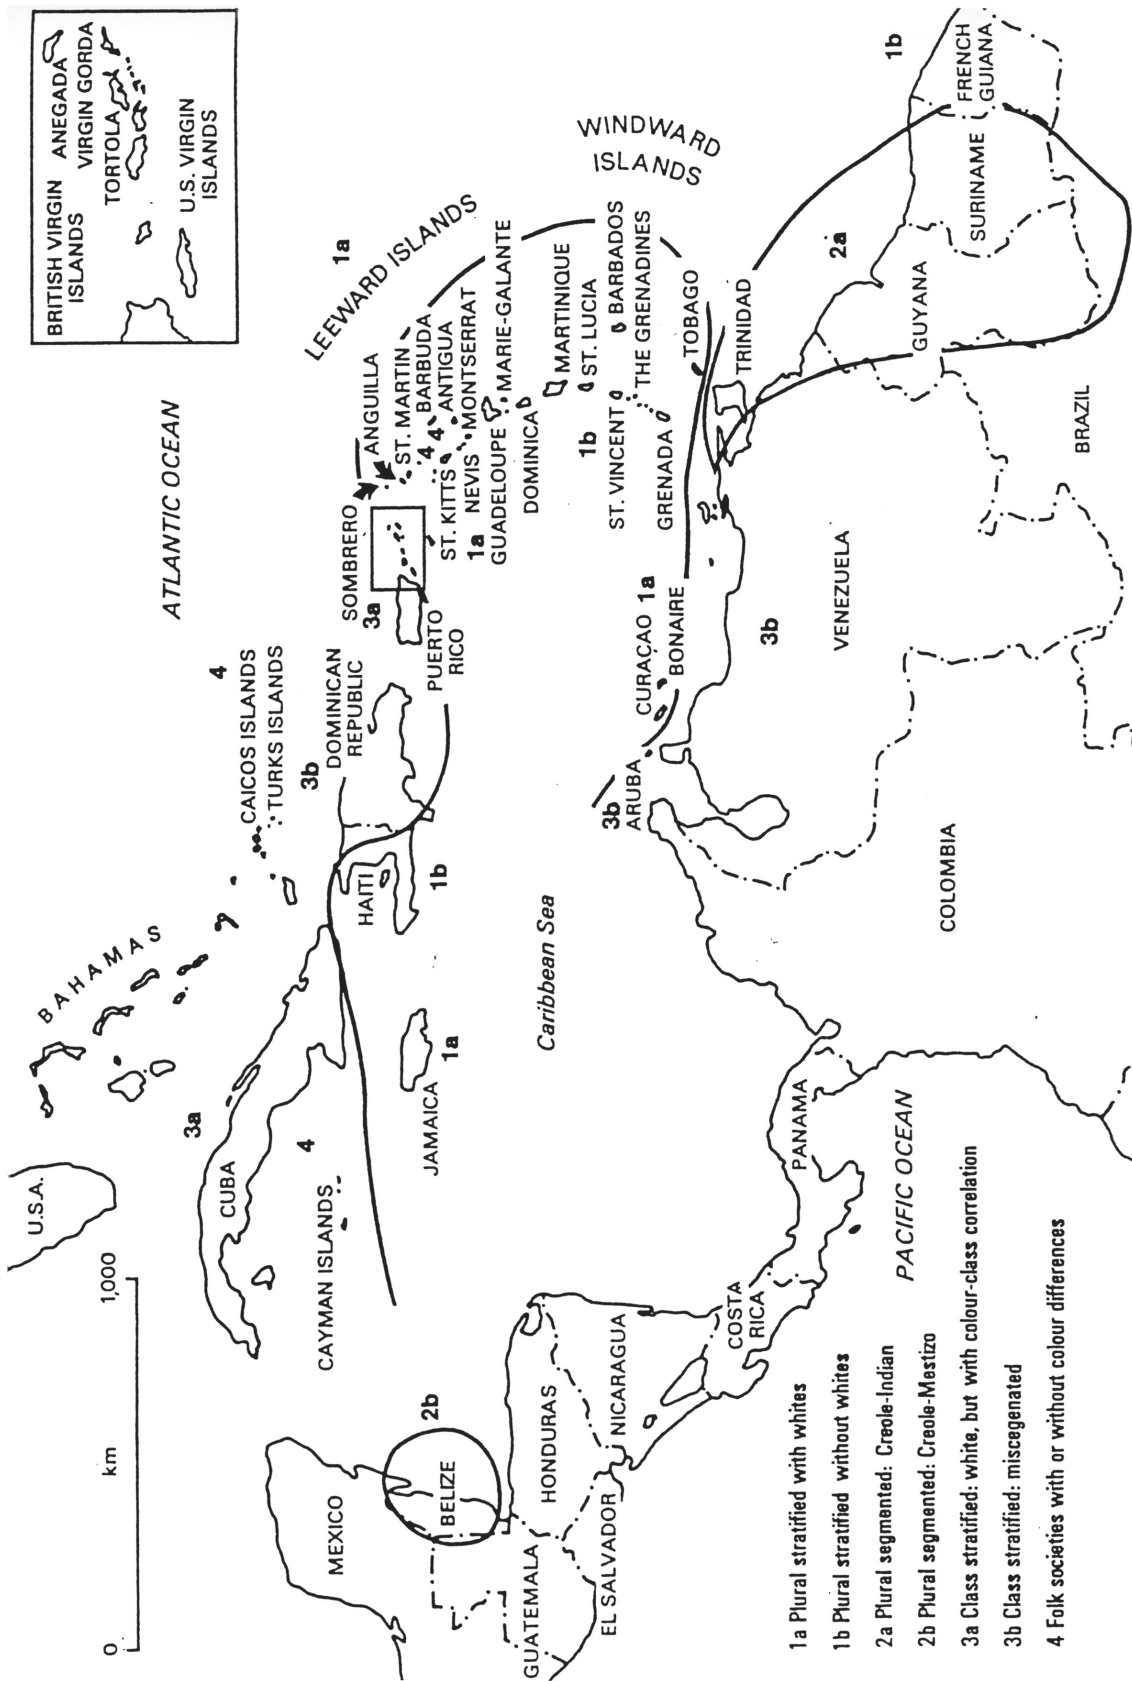 BRITISH VIRGIN
ISLANDS
ANEGADA
VIRGIN GORDA
TORTOLA
U.S. VIRGIN
ISLANDS
U.S.A.
BAHAMAS
ATLANTIC OCEAN
0
km
1,000
3a
CUBA
4
CAYMAN ISLANDS
CAICOS ISLANDS
TURKS ISLANDS
4
3b
DOMINICAN
REPUBLIC
HAITI
1b
JAMAICA
1a
SOMBRERO
3a
PUERTO
RICO
ANGUILLA
ST. MARTIN
BARBUDA
4
ANTIGUA
4
ST. KITTS
NEVIS
1a
MONTSERRAT
GUADELOUPE
MARIE-GALANTE
DOMINICA
LEEWARD ISLANDS
1a
MARTINIQUE
1b
ST. LUCIA
ST. VINCENT
BARBADOS
THE GRENADINES
GRENADA
WINDWARD
ISLANDS
TOBAGO
TRINIDAD
Caribbean Sea
3b
ARUBA
CURAÇAO
1a
BONAIRE
MEXICO
BELIZE
2b
GUATEMALA
HONDURAS
EL SALVADOR
NICARAGUA
COSTA
RICA
PANAMA
PACIFIC OCEAN
COLOMBIA
3b
VENEZUELA
2a
GUYANA
SURINAME
FRENCH
GUIANA
1b
BRAZIL
1a Plural stratified with whites
1b Plural stratified without whites
2a Plural segmented: Creole-Indian
2b Plural segmented: Creole-Mestizo
3a Class stratified: white, but with colour-class correlation
3b Class stratified: miscegenated
4 Folk societies with or without colour differences